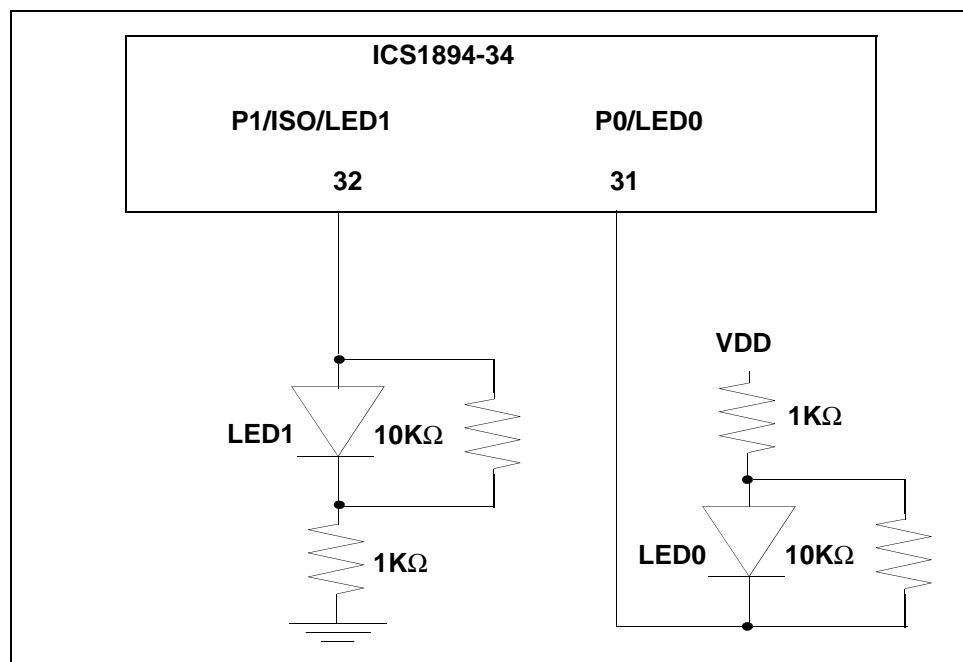 ICS1894-34
P1/ISO/LED1 P0/LED0
32 31
VDD
1KΩ
LED1 10KΩ
LED0 10KΩ
1KΩ